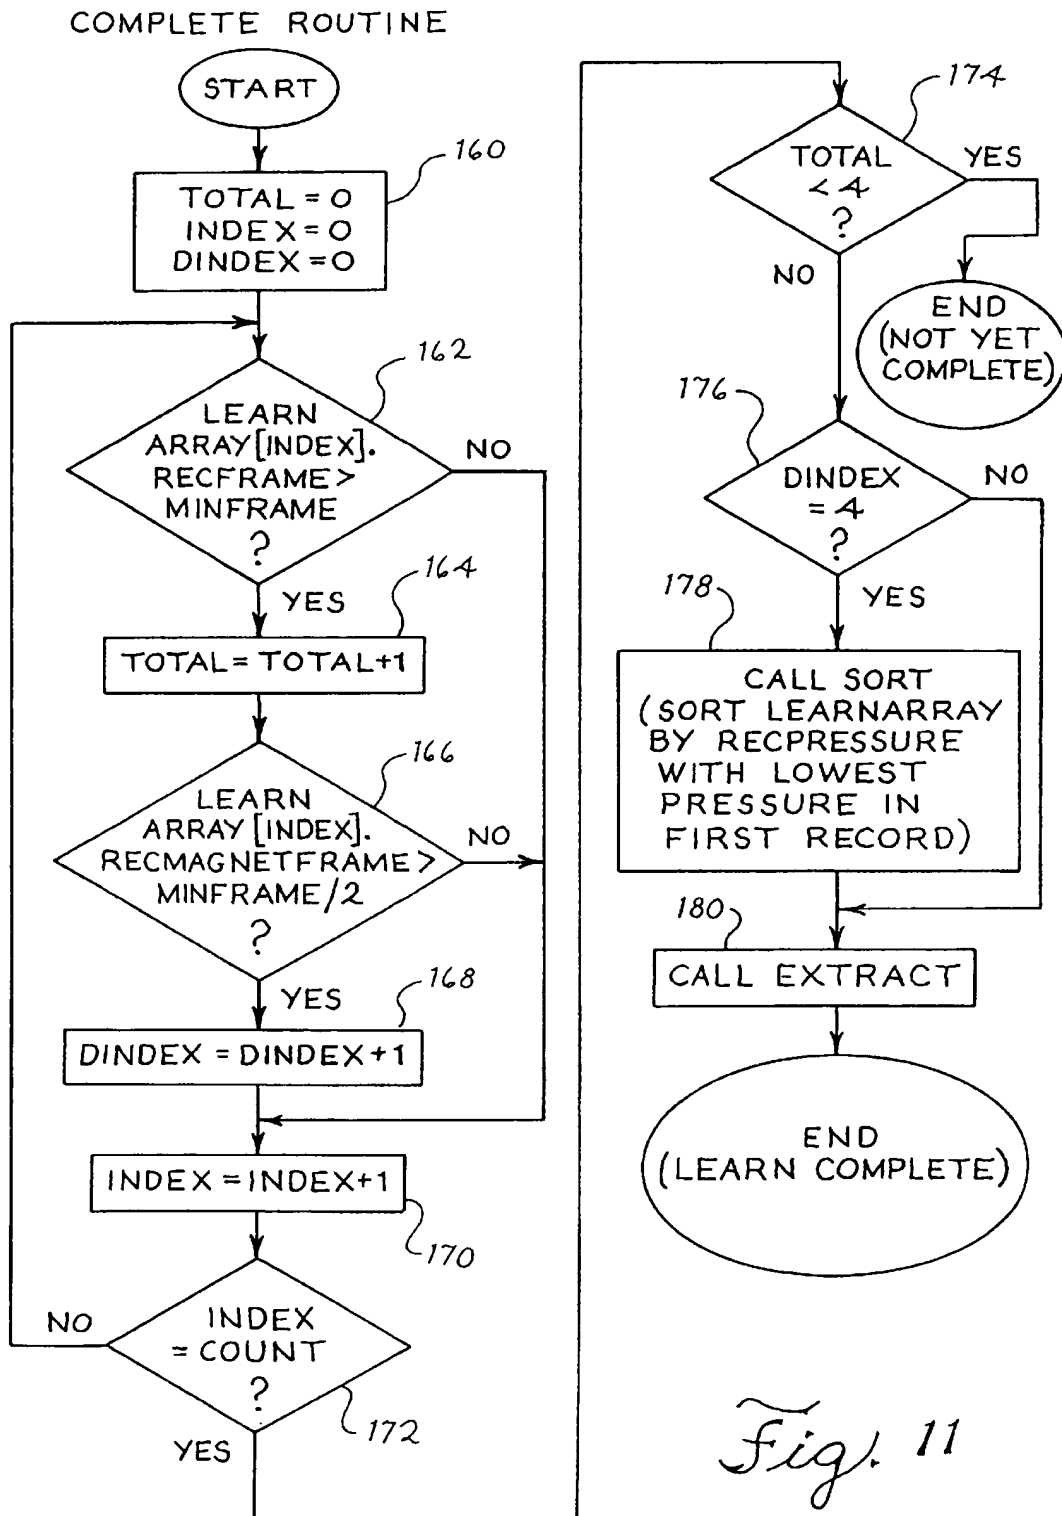 COMPLETE ROUTINE
START
160
TOTAL = 0
INDEX = 0
DINDEX = 0
162
LEARN
ARRAY[INDEX].
RECFRAME >
MINFRAME
?
NO
YES
164
TOTAL = TOTAL+1
166
LEARN
ARRAY[INDEX].
RECMAGNETFRAME >
MINFRAME/2
?
NO
YES
168
DINDEX = DINDEX+1
INDEX = INDEX+1
170
NO
INDEX
= COUNT
?
172
YES
174
TOTAL
< 4
?
YES
NO
END
(NOT YET
COMPLETE)
176
DINDEX
= 4
?
NO
YES
178
CALL SORT
(SORT LEARNARRAY
BY RECPRESSURE
WITH LOWEST
PRESSURE IN
FIRST RECORD)
180
CALL EXTRACT
END
(LEARN COMPLETE)
Fig. 11